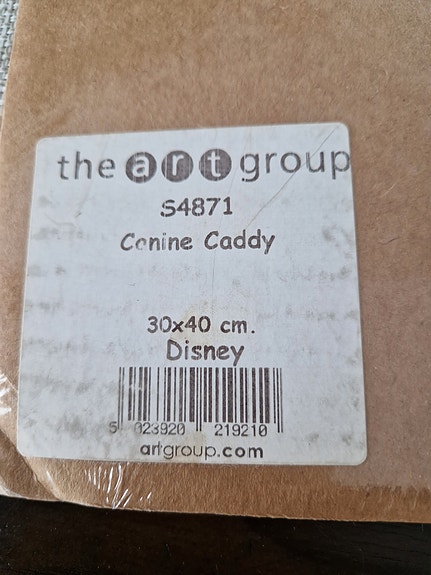 the art group
S4871
Canine Caddy
30x40 cm.
Disney
5 023920 219210
artgroup.com